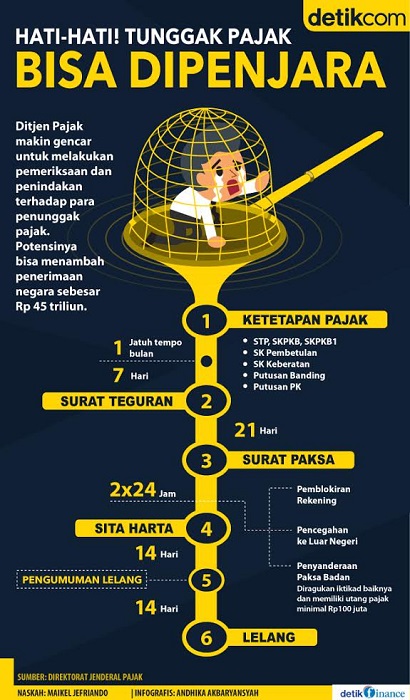 detikcom
HATI-HATI! TUNGGAK PAJAK
BISA DIPENJARA
Ditjen Pajak
makin gencar
untuk melakukan
pemeriksaan dan
penindakan
terhadap para
penunggak
pajak.
Potensinya
bisa menambah
penerimaan
negara sebesar
Rp 45 triliun.
1 KETETAPAN PAJAK
• STP, SKPKB, SKPKB1
• SK Pembetulan
• SK Keberatan
• Putusan Banding
• Putusan PK
1 Jatuh tempo
bulan
7 Hari
SURAT TEGURAN 2
21 Hari
3 SURAT PAKSA
2x24 Jam
Pemblokiran
Rekening
Pencegahan
ke Luar Negeri
Penyanderaan
Paksa Badan
Diragukan iktikad baiknya
dan memiliki utang pajak
minimal Rp100 juta
SITA HARTA 4
14 Hari
PENGUMUMAN LELANG 5
14 Hari
6 LELANG
SUMBER: DIREKTORAT JENDERAL PAJAK
NASKAH: MAIKEL JEFRIANDO | INFOGRAFIS: ANDHIKA AKBARYANSYAH
detikfinance